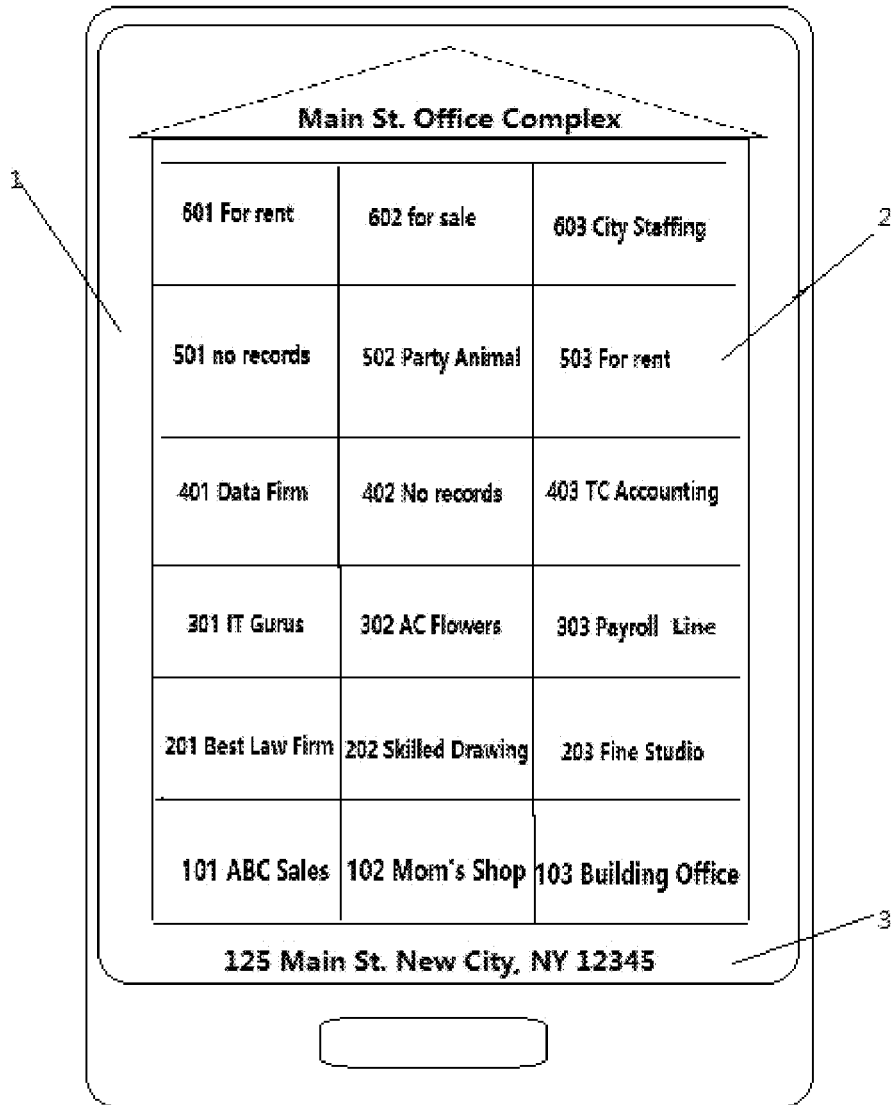 Main St. Office Complex
1
2
601 For rent 602 for sale 603 City Staffing
501 no records 502 Party Animal 503 For rent
401 Data Firm 402 No records 403 TC Accounting
301 IT Gurus 302 AC Flowers 303 Payroll Line
201 Best Law Firm 202 Skilled Drawing 203 Fine Studio
101 ABC Sales 102 Mom's Shop 103 Building Office
3
125 Main St. New City, NY 12345